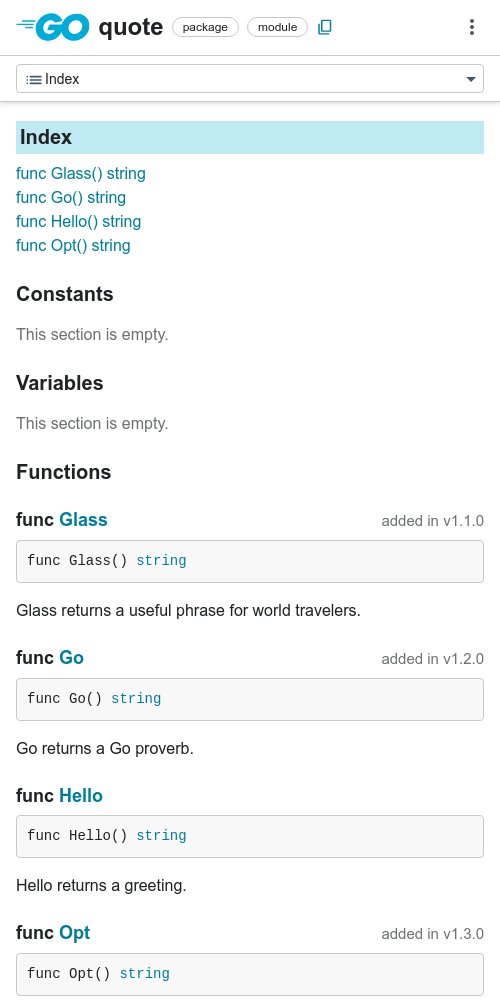 GO quote package module
Index
Index
func Glass() string
func Go() string
func Hello() string
func Opt() string
Constants
This section is empty.
Variables
This section is empty.
Functions
func Glass added in v1.1.0
func Glass() string
Glass returns a useful phrase for world travelers.
func Go added in v1.2.0
func Go() string
Go returns a Go proverb.
func Hello
func Hello() string
Hello returns a greeting.
func Opt added in v1.3.0
func Opt() string